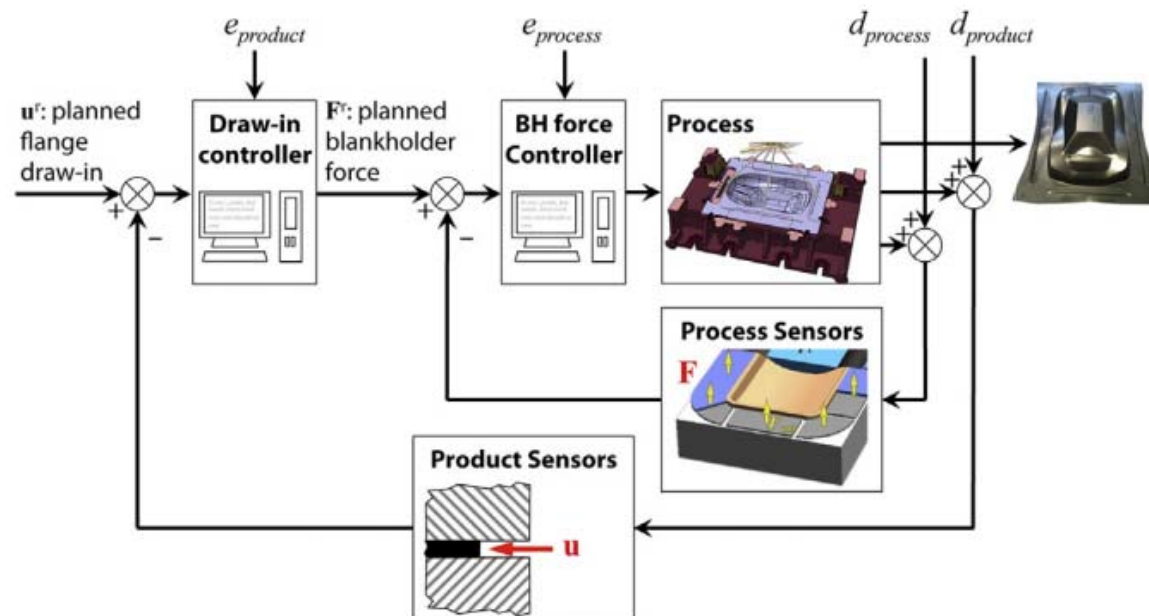 e_product
e_process
d_process
d_product
u^r: planned
flange
draw-in
Draw-in
controller
F^r: planned
blankholder
force
BH force
Controller
Process
+
−
+
−
+
+
+
+
Process Sensors
F
Product Sensors
u